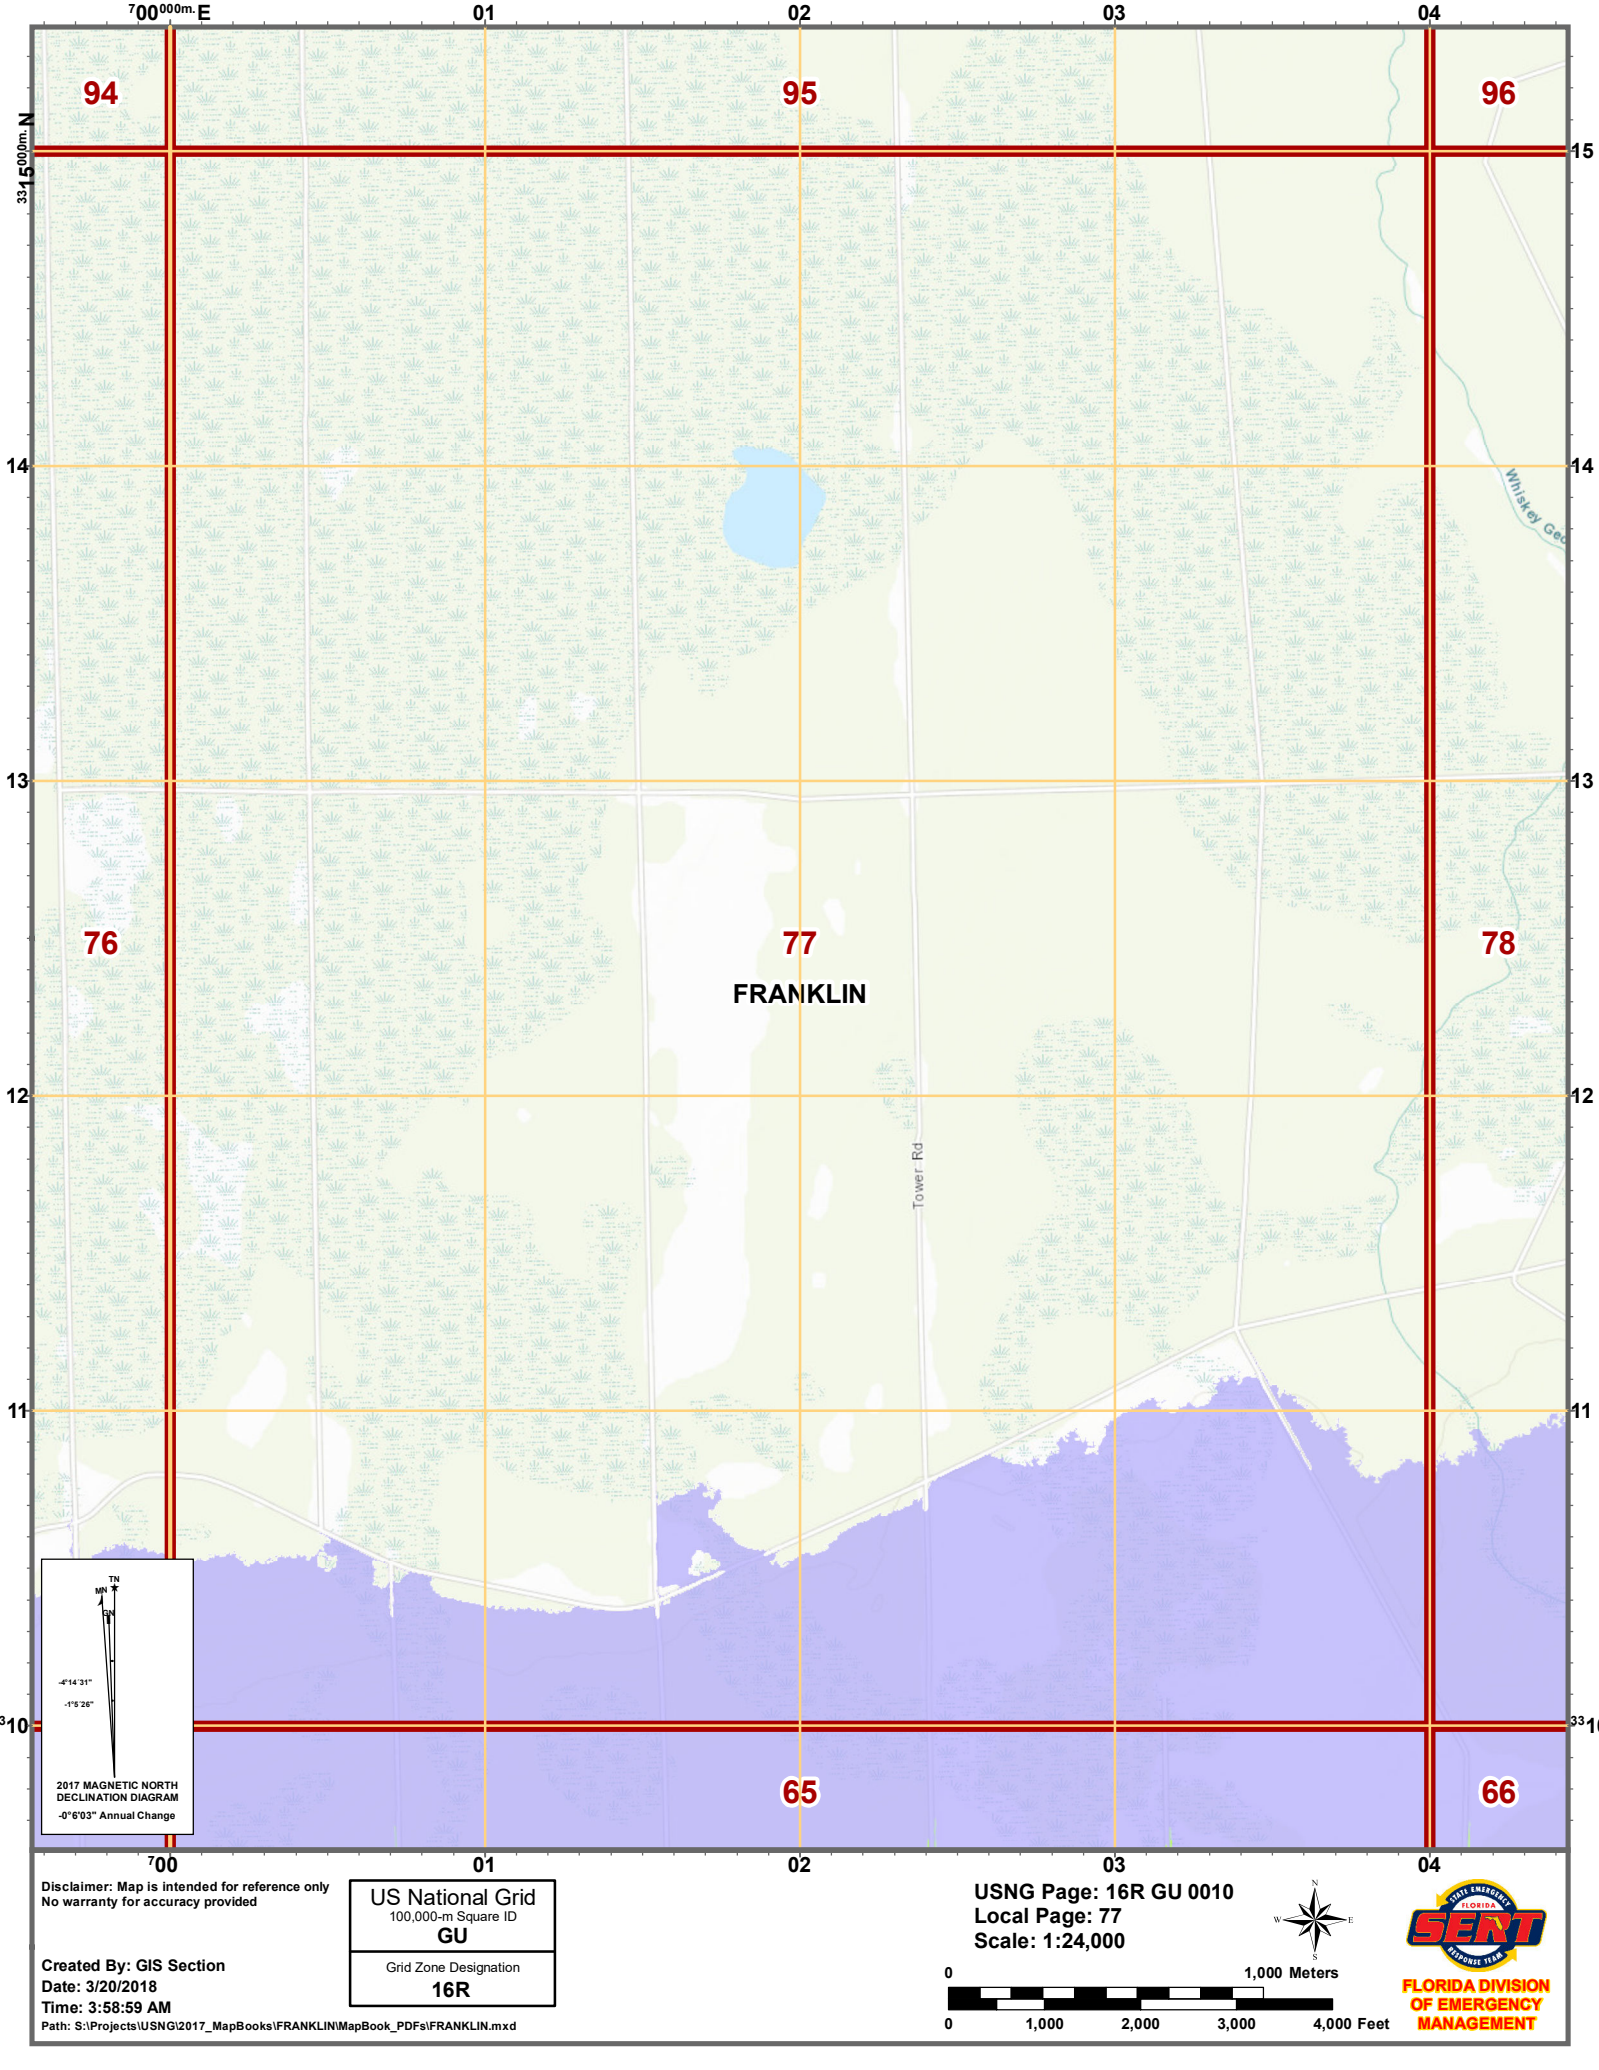 700000m.E 01 02 03 04
94 95 96
3315000m.N 15
14 14
Whiskey Geo
13 13
76 77 78
FRANKLIN
12 12
Tower Rd
11 11
TN
MN
GN
-4°14'31"
-1°5'26"
2017 MAGNETIC NORTH
DECLINATION DIAGRAM
-0°6'03" Annual Change
310 3310
65 66
700 01 02 03 04
Disclaimer: Map is intended for reference only
No warranty for accuracy provided
Created By: GIS Section
Date: 3/20/2018
Time: 3:58:59 AM
Path: S:\Projects\USNG\2017_MapBooks\FRANKLIN\MapBook_PDFs\FRANKLIN.mxd
US National Grid
100,000-m Square ID
GU
Grid Zone Designation
16R
USNG Page: 16R GU 0010
Local Page: 77
Scale: 1:24,000
N
W E
S
0 1,000 Meters
0 1,000 2,000 3,000 4,000 Feet
STATE EMERGENCY
FLORIDA
SERT
RESPONSE TEAM
FLORIDA DIVISION
OF EMERGENCY
MANAGEMENT